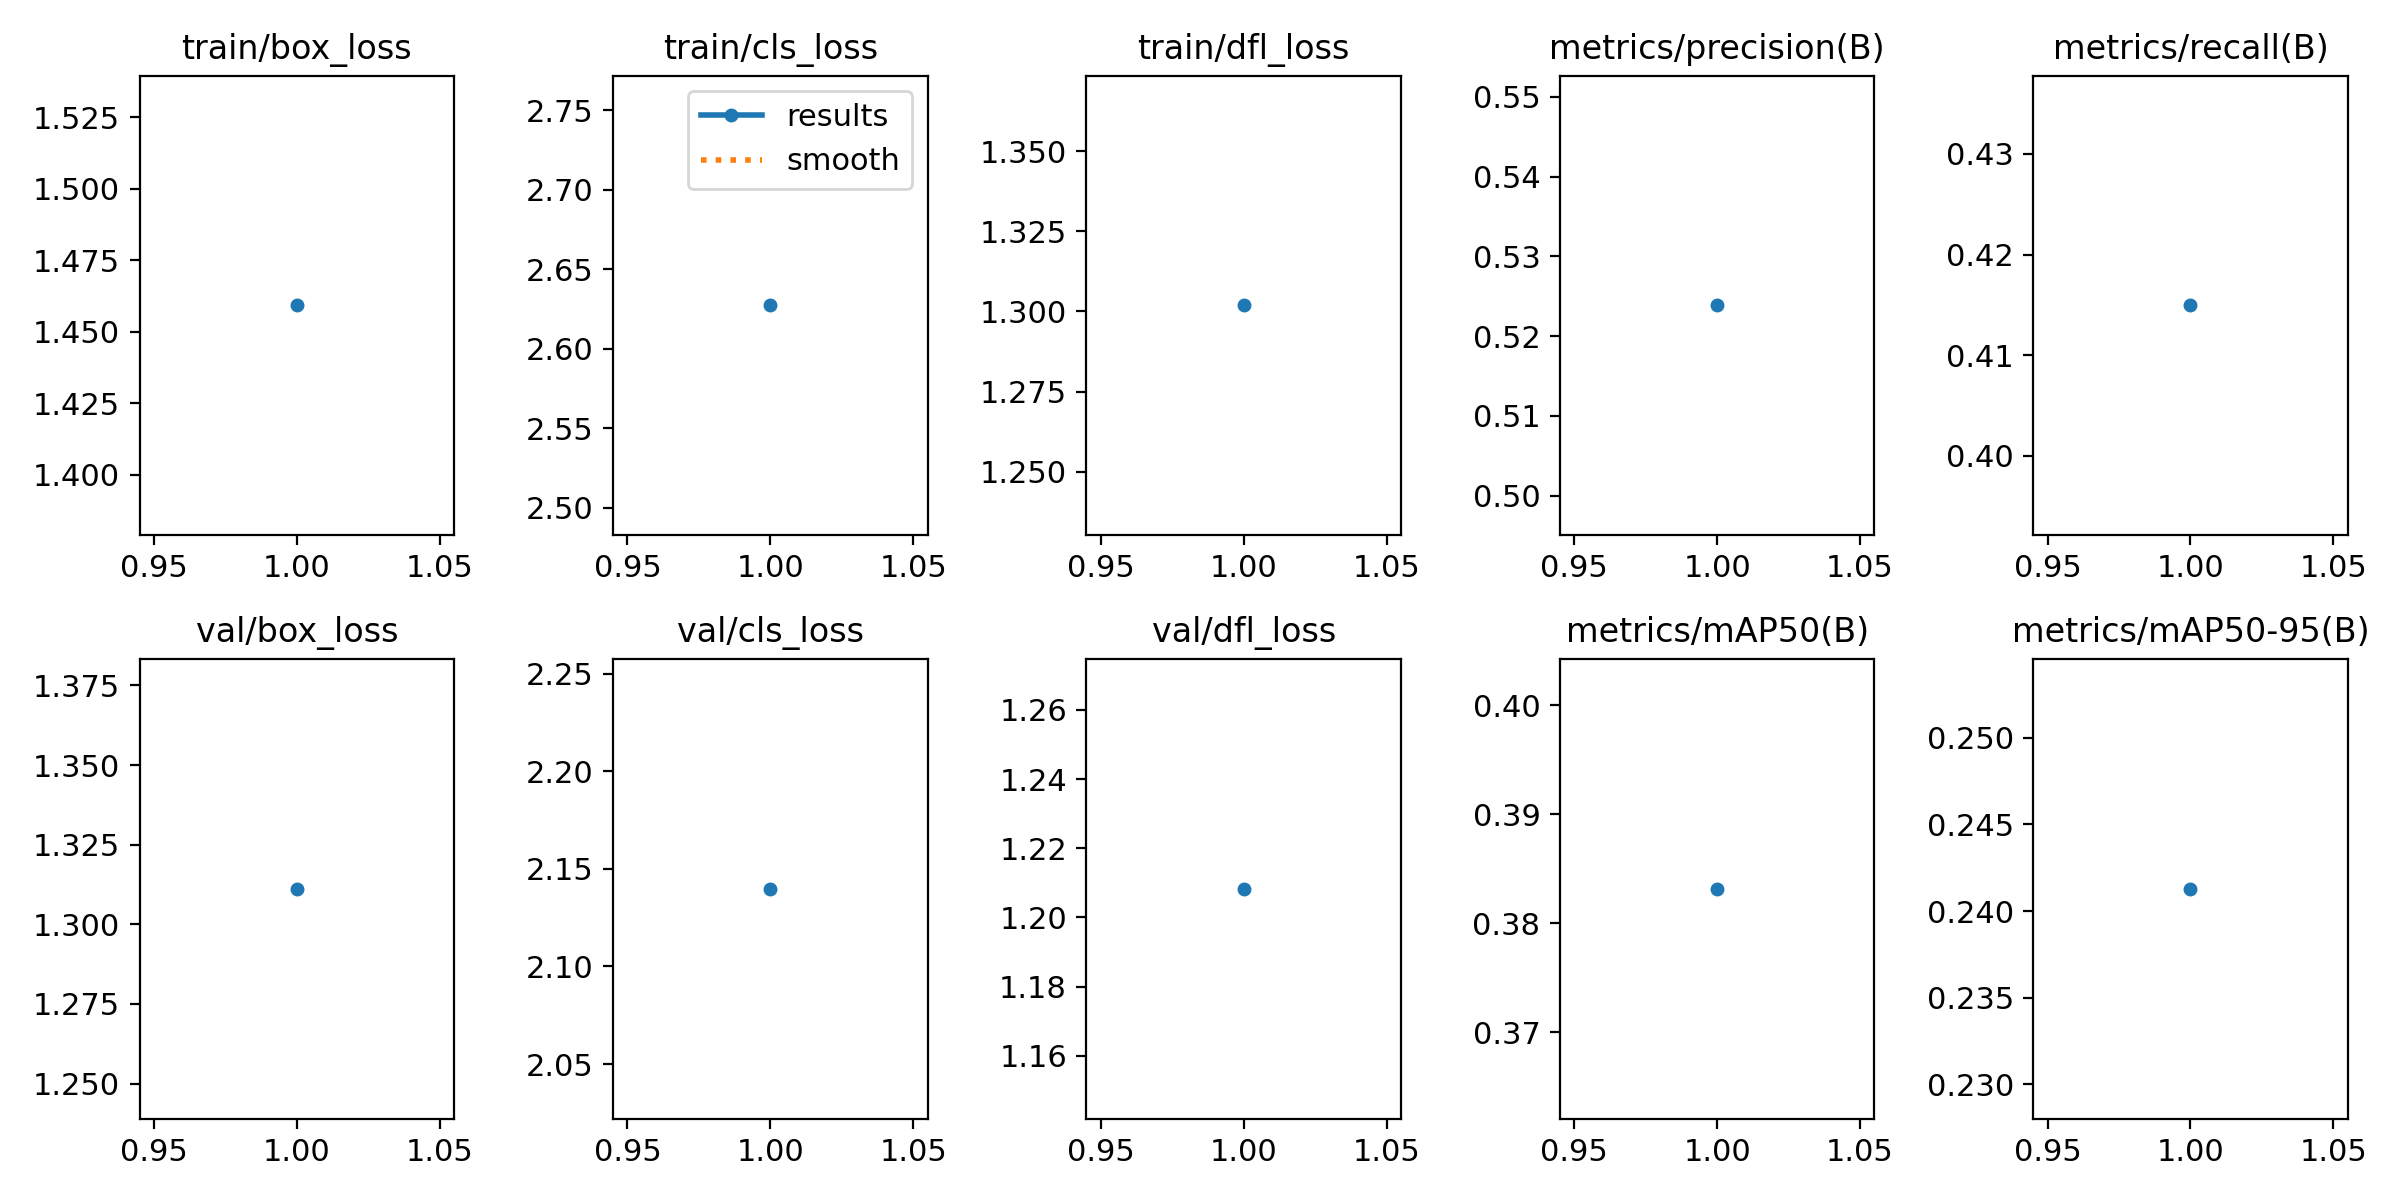 train/box_loss
1.525
1.500
1.475
1.450
1.425
1.400
0.95 1.00 1.05
train/cls_loss
results
smooth
2.75
2.70
2.65
2.60
2.55
2.50
0.95 1.00 1.05
train/dfl_loss
1.350
1.325
1.300
1.275
1.250
0.95 1.00 1.05
metrics/precision(B)
0.55
0.54
0.53
0.52
0.51
0.50
0.95 1.00 1.05
metrics/recall(B)
0.43
0.42
0.41
0.40
0.95 1.00 1.05
val/box_loss
1.375
1.350
1.325
1.300
1.275
1.250
0.95 1.00 1.05
val/cls_loss
2.25
2.20
2.15
2.10
2.05
0.95 1.00 1.05
val/dfl_loss
1.26
1.24
1.22
1.20
1.18
1.16
0.95 1.00 1.05
metrics/mAP50(B)
0.40
0.39
0.38
0.37
0.95 1.00 1.05
metrics/mAP50-95(B)
0.250
0.245
0.240
0.235
0.230
0.95 1.00 1.05